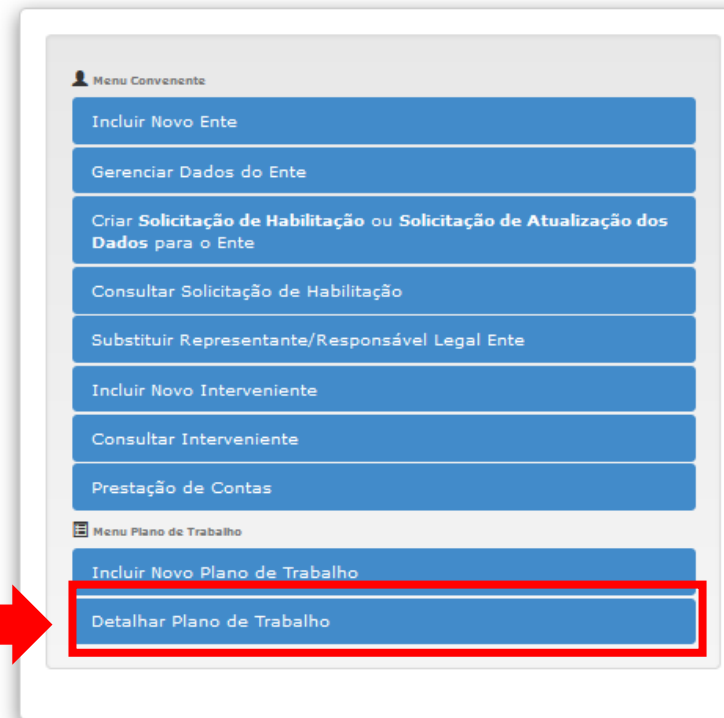 Menu Convenente
Incluir Novo Ente
Gerenciar Dados do Ente
Criar Solicitação de Habilitação ou Solicitação de Atualização dos
Dados para o Ente
Consultar Solicitação de Habilitação
Substituir Representante/Responsável Legal Ente
Incluir Novo Interveniente
Consultar Interveniente
Prestação de Contas
Menu Plano de Trabalho
Incluir Novo Plano de Trabalho
Detalhar Plano de Trabalho